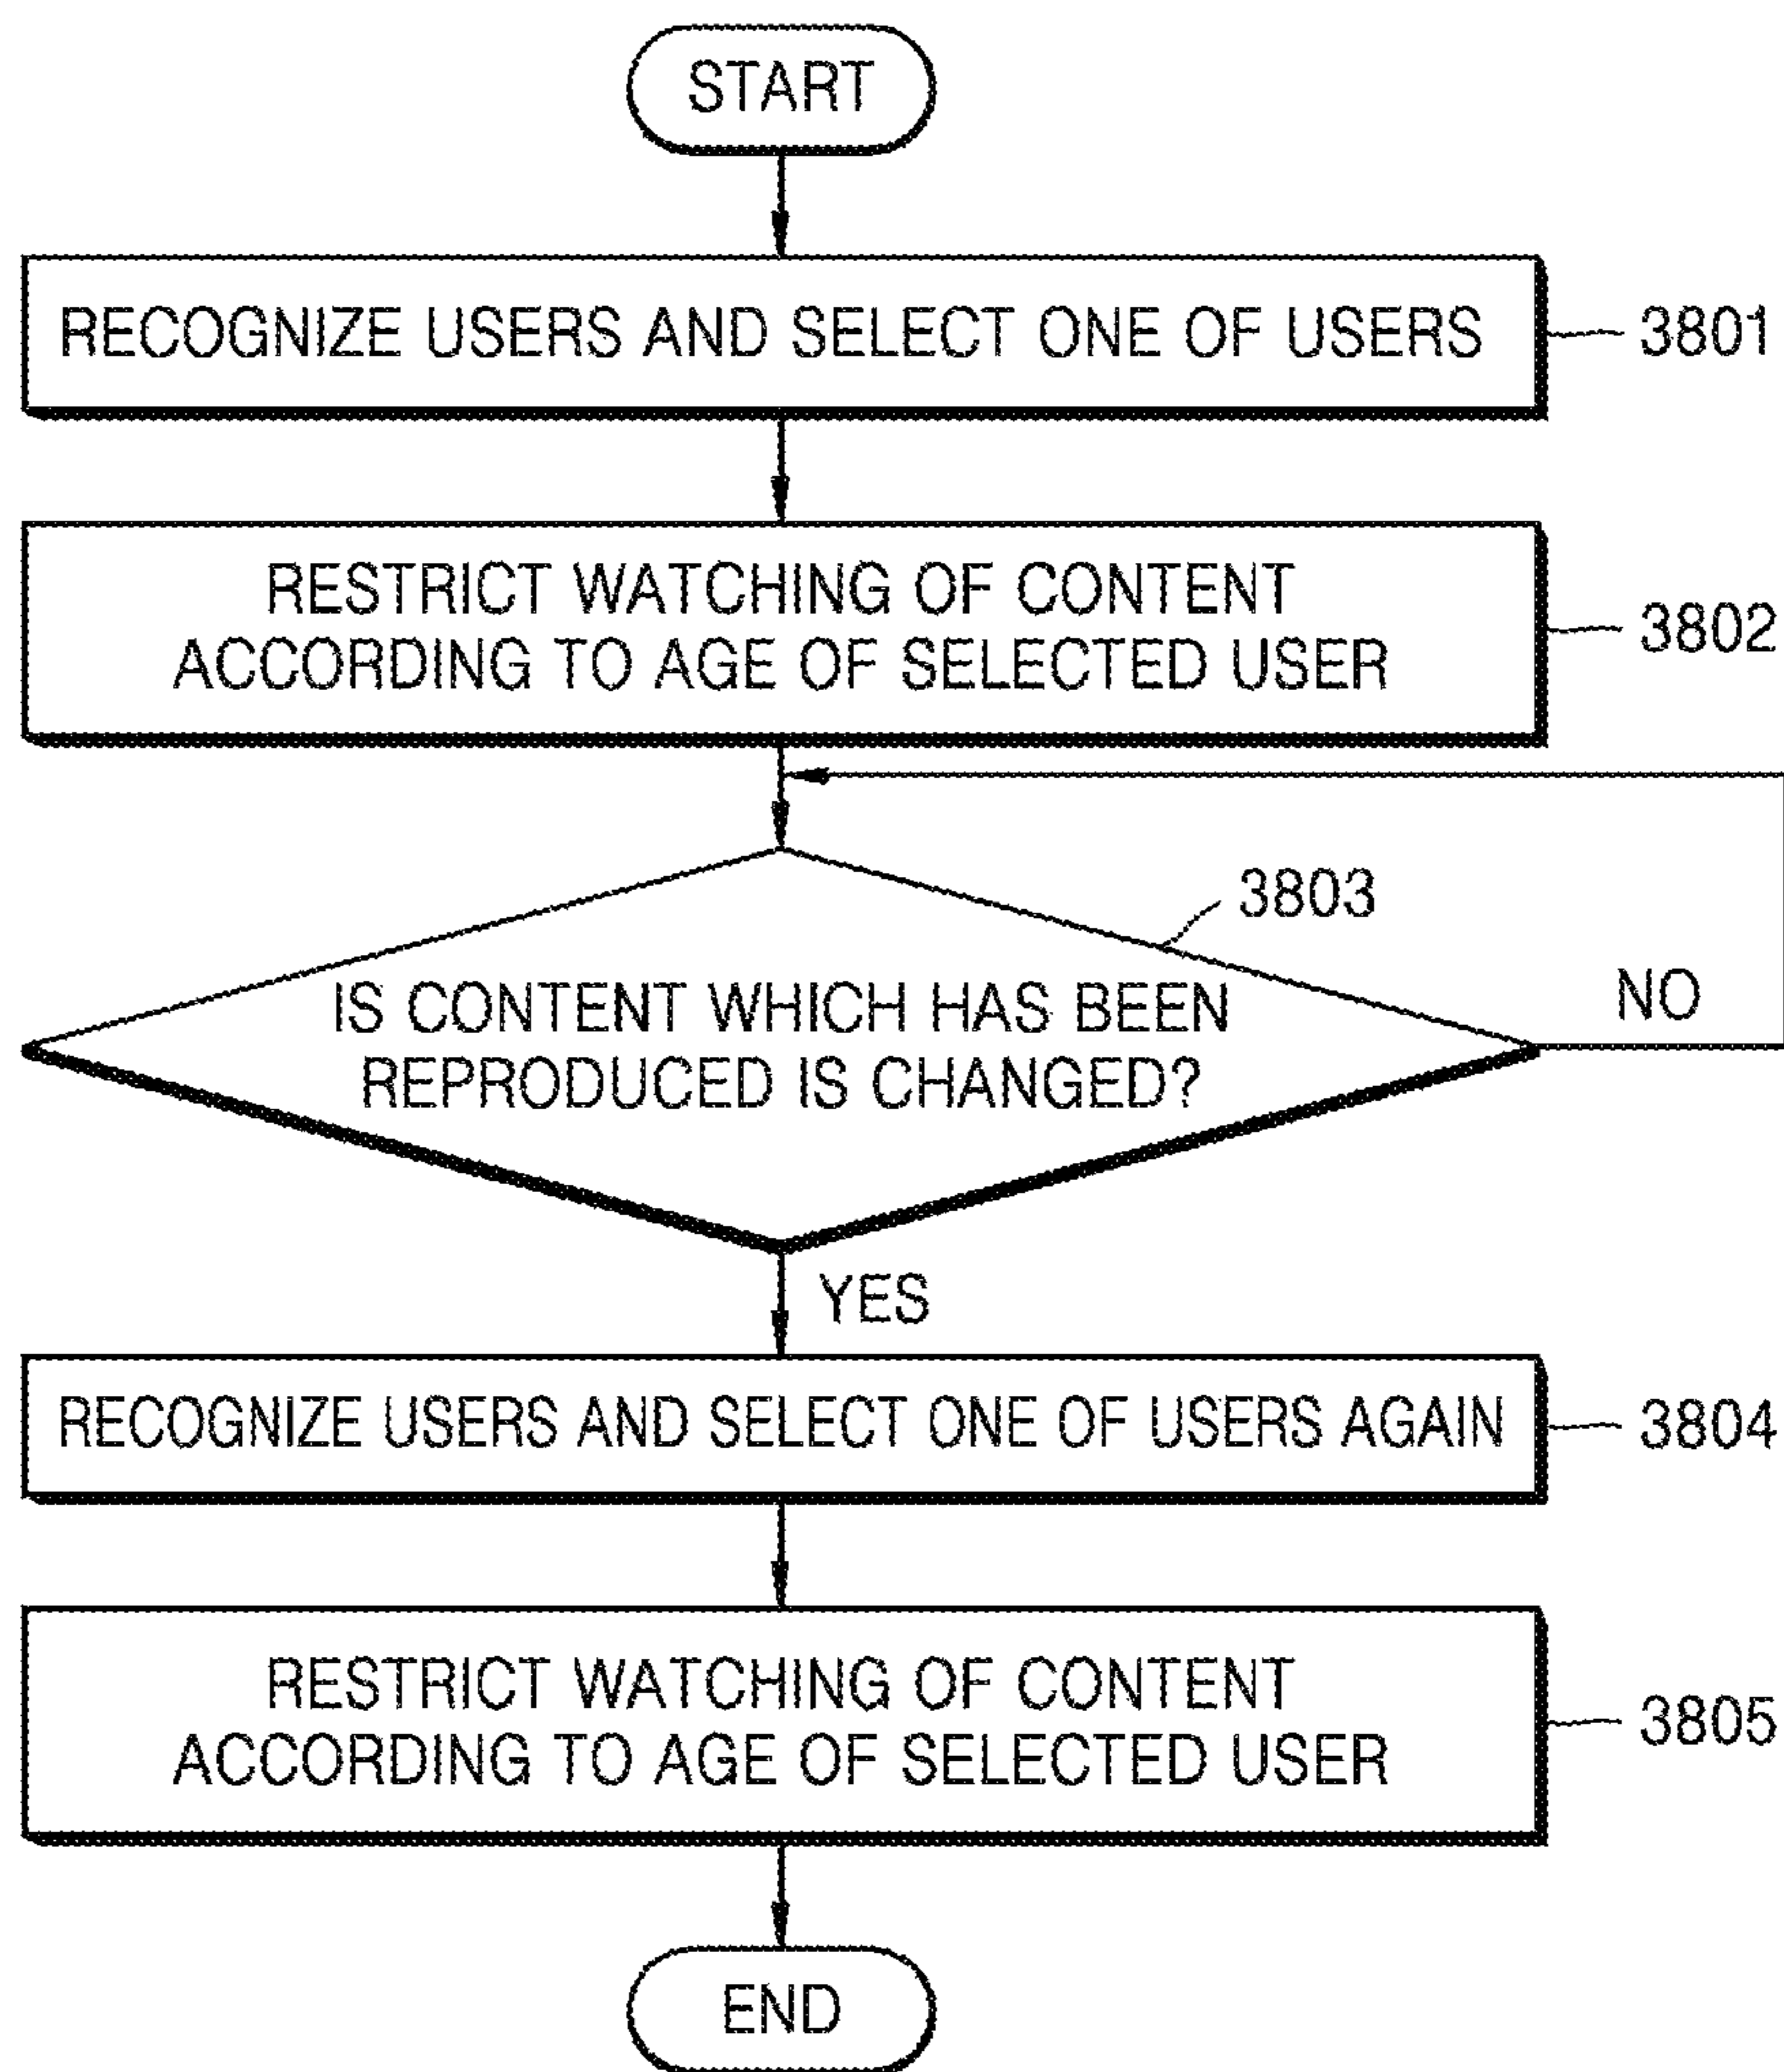 START
RECOGNIZE USERS AND SELECT ONE OF USERS
3801
RESTRICT WATCHING OF CONTENT
ACCORDING TO AGE OF SELECTED USER
3802
3803
IS CONTENT WHICH HAS BEEN
REPRODUCED IS CHANGED?
NO
YES
RECOGNIZE USERS AND SELECT ONE OF USERS AGAIN
3804
RESTRICT WATCHING OF CONTENT
ACCORDING TO AGE OF SELECTED USER
3805
END